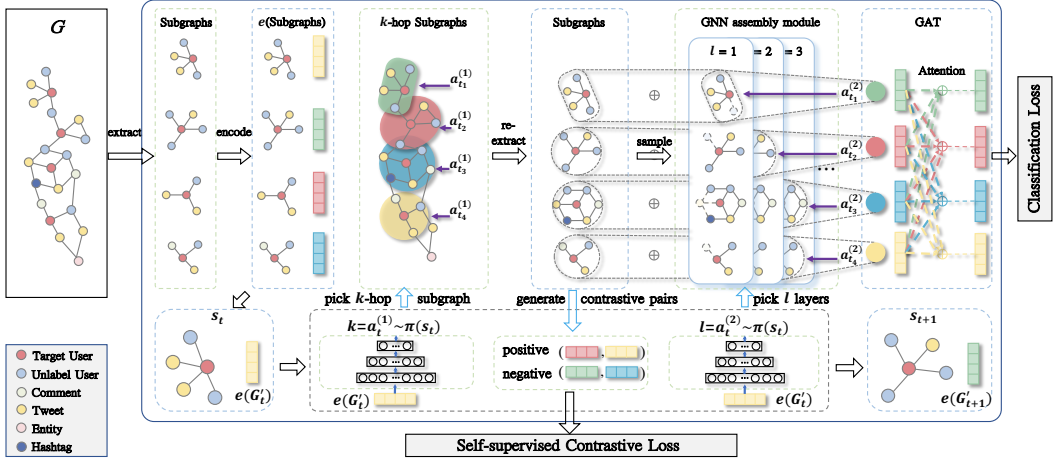 G
Subgraphs
e(Subgraphs)
k-hop Subgraphs
Subgraphs
GNN assembly module
GAT
l = 1
= 2
= 3
Attention
extract
encode
re-
extract
sample
a_{t_1}^{(1)}
a_{t_2}^{(1)}
a_{t_3}^{(1)}
a_{t_4}^{(1)}
a_{t_1}^{(2)}
a_{t_2}^{(2)}
a_{t_3}^{(2)}
a_{t_4}^{(2)}
...
Classification Loss
pick k-hop subgraph
generate contrastive pairs
pick l layers
s_t
e(G'_t)
k=a_t^{(1)}~π(s_t)
e(G'_t)
positive ( , )
negative ( , )
l=a_t^{(2)}~π(s_t)
e(G'_t)
s_{t+1}
e(G'_{t+1})
Target User
Unlabel User
Comment
Tweet
Entity
Hashtag
Self-supervised Contrastive Loss